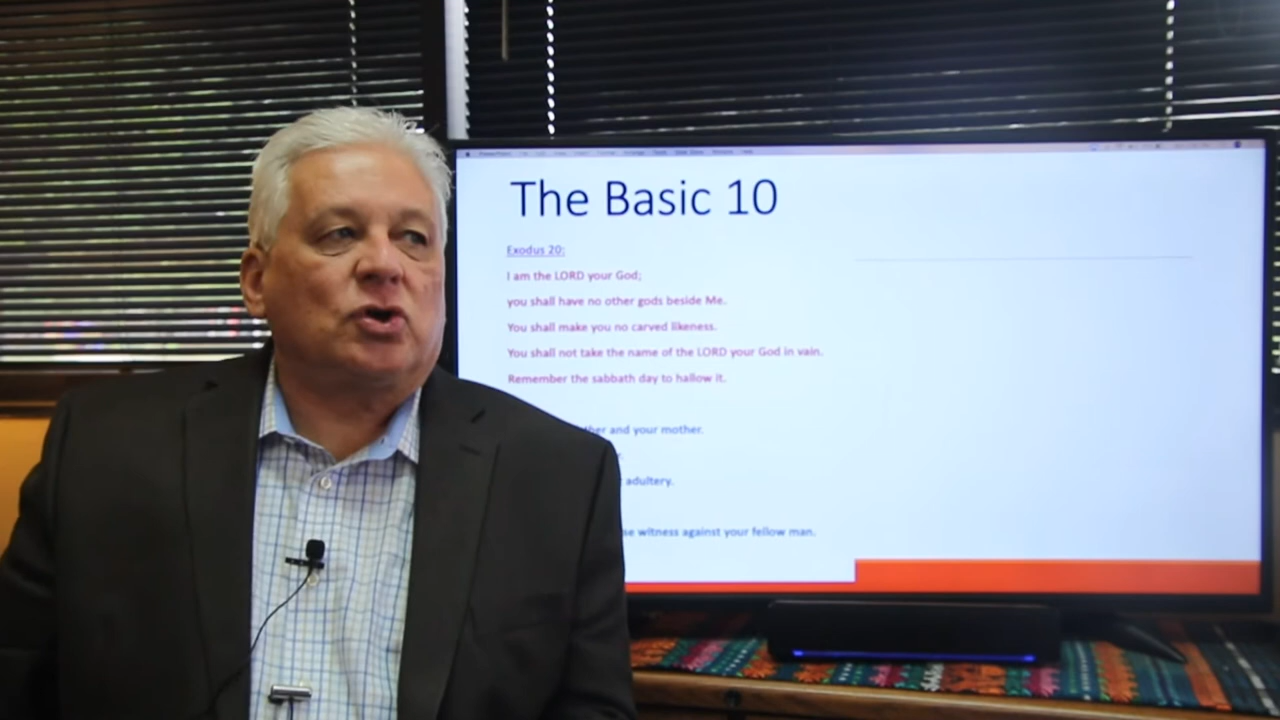 The Basic 10
Exodus 20:
I am the LORD your God;
you shall have no other gods beside Me.
You shall make you no carved likeness.
You shall not take the name of the LORD your God in vain.
Remember the sabbath day to hallow it.
and your mother.
adultery.
witness against your fellow man.